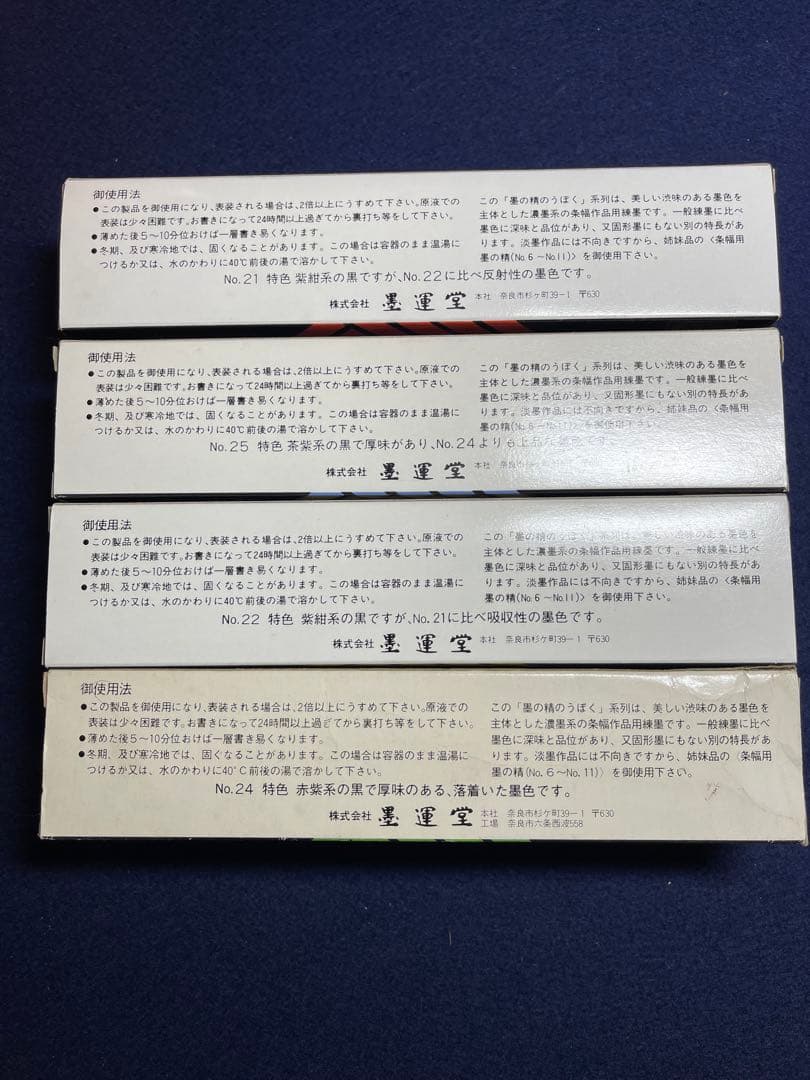 御使用法
●この製品を御使用になり、表装される場合は、2倍以上にうすめて下さい。原液での
表装は少々困難です。お書きになって24時間以上過ぎてから裏打ち等をして下さい。
●薄めた後5〜10分位おけば一層書き易くなります。
●冬期、及び寒冷地では、固くなることがあります。この場合は容器のまま温湯に
つけるか又は、水のかわりに40℃前後の湯で溶かして下さい。
この「墨の精のうぼく」系列は、美しい渋味のある墨色を
主体とした濃墨系の条幅作品用練墨です。一般練墨に比べ
墨色に深味と品位があり、又固形墨にもない別の特長があ
ります。淡墨作品には不向きですから、姉妹品の〈条幅用
墨の精(No.6〜No.11)〉を御使用下さい。
No.21 特色 紫紺系の黒ですが、No.22に比べ反射性の墨色です。
株式会社 墨運堂 本社 奈良市杉ケ町39−1 〒630
御使用法
●この製品を御使用になり、表装される場合は、2倍以上にうすめて下さい。原液での
表装は少々困難です。お書きになって24時間以上過ぎてから裏打ち等をして下さい。
●薄めた後5〜10分位おけば一層書き易くなります。
●冬期、及び寒冷地では、固くなることがあります。この場合は容器のまま温湯に
つけるか又は、水のかわりに40℃前後の湯で溶かして下さい。
この「墨の精のうぼく」系列は、美しい渋味のある墨色を
主体とした濃墨系の条幅作品用練墨です。一般練墨に比べ
墨色に深味と品位があり、又固形墨にもない別の特長があ
ります。淡墨作品には不向きですから、姉妹品の〈条幅用
墨の精(No.6〜No.11)〉を御使用下さい。
No.25 特色 茶紫系の黒で厚味があり、No.24よりも上品な墨色です。
株式会社 墨運堂 本社 奈良市杉ケ町
御使用法
●この製品を御使用になり、表装される場合は、2倍以上にうすめて下さい。原液での
表装は少々困難です。お書きになって24時間以上過ぎてから裏打ち等をして下さい。
●薄めた後5〜10分位おけば一層書き易くなります。
●冬期、及び寒冷地では、固くなることがあります。この場合は容器のまま温湯に
つけるか又は、水のかわりに40℃前後の湯で溶かして下さい。
この「墨の精のうぼく」系列は、美しい渋味のある墨色を
主体とした濃墨系の条幅作品用練墨です。一般練墨に比べ
墨色に深味と品位があり、又固形墨にもない別の特長があ
ります。淡墨作品には不向きですから、姉妹品の〈条幅用
墨の精(No.6〜No.11)〉を御使用下さい。
No.22 特色 紫紺系の黒ですが、No.21に比べ吸収性の墨色です。
株式会社 墨運堂 本社 奈良市杉ケ町39−1 〒630
御使用法
●この製品を御使用になり、表装される場合は、2倍以上にうすめて下さい。原液での
表装は少々困難です。お書きになって24時間以上過ぎてから裏打ち等をして下さい。
●薄めた後5〜10分位おけば一層書き易くなります。
●冬期、及び寒冷地では、固くなることがあります。この場合は容器のまま温湯に
つけるか又は、水のかわりに40°C前後の湯で溶かして下さい。
この「墨の精のうぼく」系列は、美しい渋味のある墨色を
主体とした濃墨系の条幅作品用練墨です。一般練墨に比べ
墨色に深味と品位があり、又固形墨にもない別の特長があ
ります。淡墨作品には不向きですから、姉妹品の〈条幅用
墨の精(No.6〜No.11)〉を御使用下さい。
No.24 特色 赤紫系の黒で厚味のある、落着いた墨色です。
株式会社 墨運堂 本社 奈良市杉ケ町39−1 〒630
工場 奈良市六条西波558